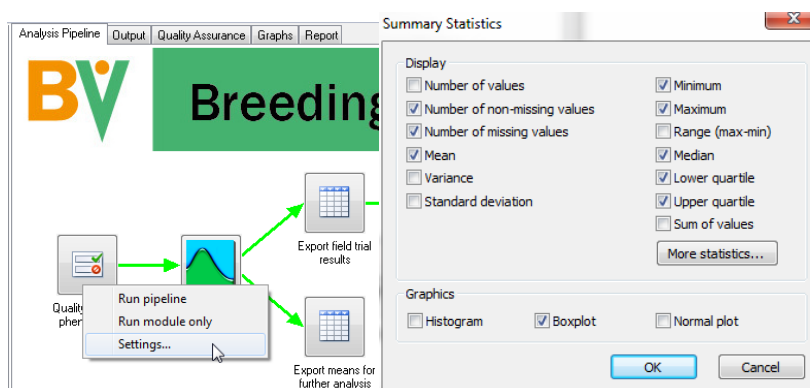 Analysis Pipeline Output Quality Assurance Graphs Report
BV Breeding
Export field trial
results
Quality
phen
Run pipeline
Run module only
Settings...
Export means for
further analysis
Summary Statistics
Display
Number of values
Number of non-missing values
Number of missing values
Mean
Variance
Standard deviation
Minimum
Maximum
Range (max-min)
Median
Lower quartile
Upper quartile
Sum of values
More statistics...
Graphics
Histogram Boxplot Normal plot
OK Cancel